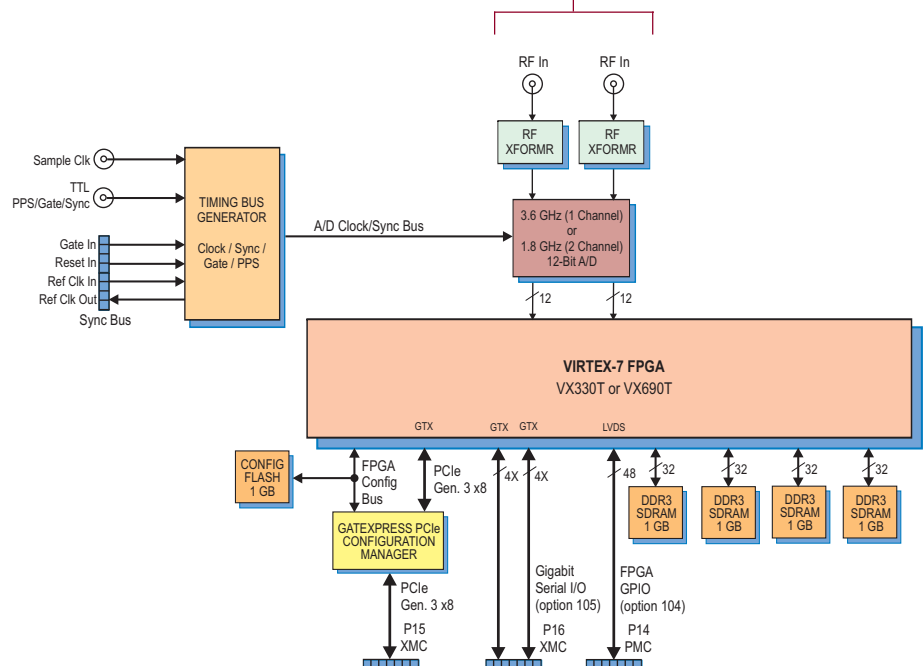 RF In
RF In
RF
XFORMR
RF
XFORMR
Sample Clk
TTL
PPS/Gate/Sync
TIMING BUS
GENERATOR
Clock / Sync /
Gate / PPS
Gate In
Reset In
Ref Clk In
Ref Clk Out
Sync Bus
A/D Clock/Sync Bus
3.6 GHz (1 Channel)
or
1.8 GHz (2 Channel)
12-Bit A/D
12
12
VIRTEX-7 FPGA
VX330T or VX690T
GTX
GTX
GTX
LVDS
CONFIG
FLASH
1 GB
FPGA
Config
Bus
PCIe
Gen. 3 x8
4X
4X
48
32
32
32
32
DDR3
SDRAM
1 GB
DDR3
SDRAM
1 GB
DDR3
SDRAM
1 GB
DDR3
SDRAM
1 GB
GATEXPRESS PCIe
CONFIGURATION
MANAGER
PCIe
Gen. 3 x8
Gigabit
Serial I/O
(option 105)
FPGA
GPIO
(option 104)
P15
XMC
P16
XMC
P14
PMC